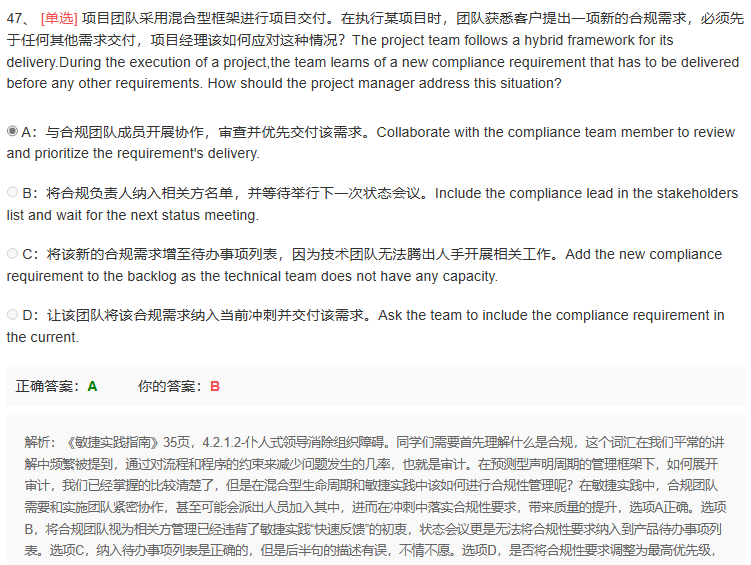 47、 [单选] 项目团队采用混合型框架进行项目交付。在执行某项目时，团队获悉客户提出一项新的合规需求，必须先
于任何其他需求交付，项目经理该如何应对这种情况？The project team follows a hybrid framework for its
delivery.During the execution of a project,the team learns of a new compliance requirement that has to be delivered
before any other requirements. How should the project manager address this situation?
A：与合规团队成员开展协作，审查并优先交付该需求。Collaborate with the compliance team member to review
and prioritize the requirement's delivery.
B：将合规负责人纳入相关方名单，并等待举行下一次状态会议。Include the compliance lead in the stakeholders
list and wait for the next status meeting.
C：将该新的合规需求增至待办事项列表，因为技术团队无法腾出人手开展相关工作。Add the new compliance
requirement to the backlog as the technical team does not have any capacity.
D：让该团队将该合规需求纳入当前冲刺并交付该需求。Ask the team to include the compliance requirement in
the current.
正确答案：A 你的答案：B
解析：《敏捷实践指南》35页，4.2.1.2-仆人式领导消除组织障碍。同学们需要首先理解什么是合规，这个词汇在我们平常的讲
解中频繁被提到，通过对流程和程序的约束来减少问题发生的几率，也就是审计。在预测型声明周期的管理框架下，如何展开
审计，我们已经掌握的比较清楚了，但是在混合型生命周期和敏捷实践中该如何进行合规性管理呢？在敏捷实践中，合规团队
需要和实施团队紧密协作，甚至可能会派出人员加入其中，进而在冲刺中落实合规性要求，带来质量的提升，选项A正确。选项
B，将合规团队视为相关方管理已经违背了敏捷实践“快速反馈”的初衷，状态会议更是无法将合规性要求纳入到产品待办事项列
表。选项C，纳入待办事项列表是正确的，但是后半句的描述有误，不情不愿。选项D，是否将合规性要求调整为最高优先级，